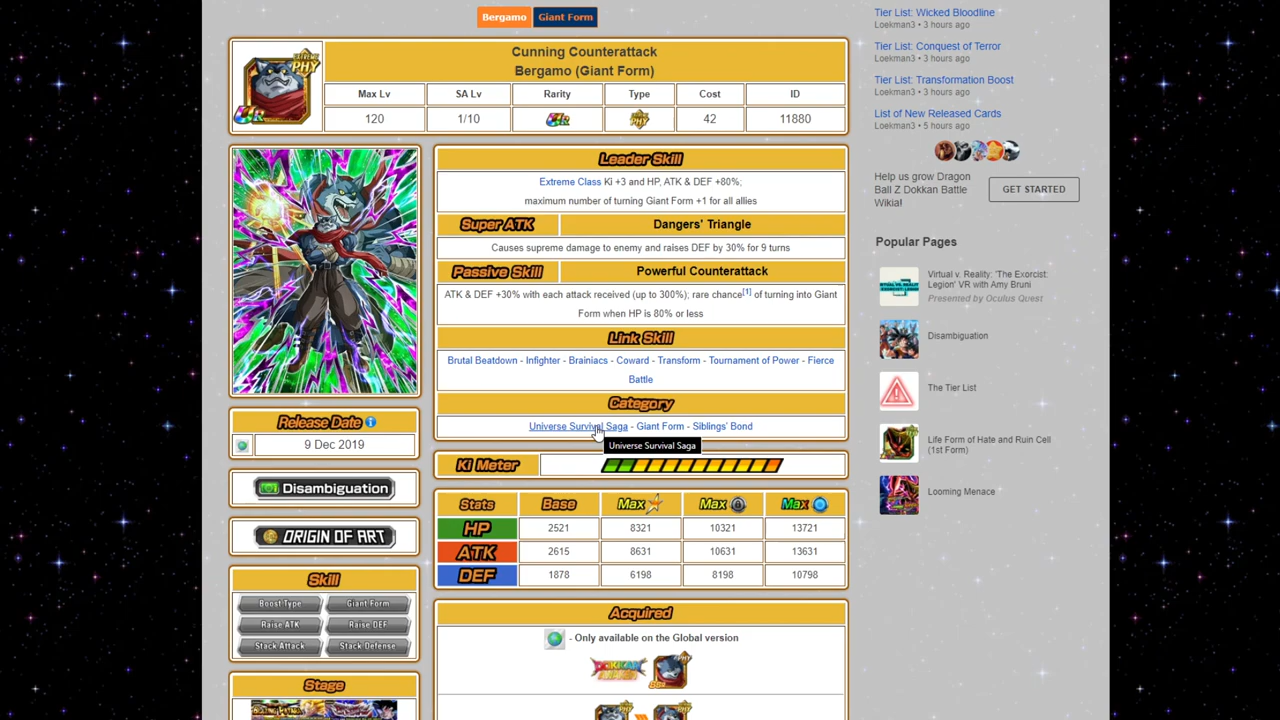 Bergamo
Giant Form
Cunning Counterattack
Bergamo (Giant Form)
Max Lv
SA Lv
Rarity
Type
Cost
ID
120
1/10
UR
PHY
42
11880
EXTREME
PHY
UR
Leader Skill
Extreme Class Ki +3 and HP, ATK & DEF +80%;
maximum number of turning Giant Form +1 for all allies
Super ATK
Dangers' Triangle
Causes supreme damage to enemy and raises DEF by 30% for 9 turns
Passive Skill
Powerful Counterattack
ATK & DEF +30% with each attack received (up to 300%); rare chance[1] of turning into Giant
Form when HP is 80% or less
Link Skill
Brutal Beatdown - Infighter - Brainiacs - Coward - Transform - Tournament of Power - Fierce
Battle
Category
Universe Survival Saga - Giant Form - Siblings' Bond
Universe Survival Saga
Ki Meter
Stats
Base
Max
Max
Max
HP
2521
8321
10321
13721
ATK
2615
8631
10631
13631
DEF
1878
6198
8198
10798
Acquired
- Only available on the Global version
DOKKAN
PHY
Release Date
9 Dec 2019
Disambiguation
ORIGIN OF ART
Skill
Boost Type
Giant Form
Raise ATK
Raise DEF
Stack Attack
Stack Defense
Stage
Tier List: Wicked Bloodline
Loekman3 • 3 hours ago
Tier List: Conquest of Terror
Loekman3 • 3 hours ago
Tier List: Transformation Boost
Loekman3 • 3 hours ago
List of New Released Cards
Loekman3 • 5 hours ago
Help us grow Dragon
Ball Z Dokkan Battle
Wikia!
GET STARTED
Popular Pages
Virtual v. Reality: 'The Exorcist:
Legion' VR with Amy Bruni
Presented by Oculus Quest
Disambiguation
The Tier List
Life Form of Hate and Ruin Cell
(1st Form)
Looming Menace